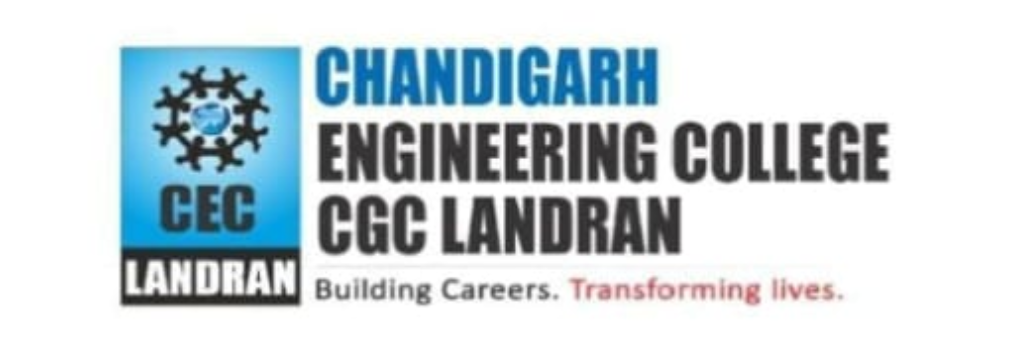 CEC
LANDRAN
CHANDIGARH
ENGINEERING COLLEGE
CGC LANDRAN
Building Careers. Transforming lives.